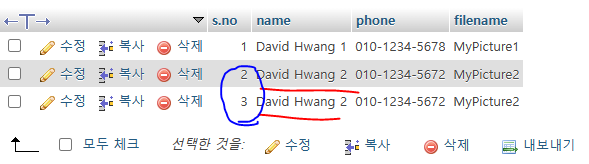 s.no name phone filename
수정 복사 삭제 1 David Hwang 1 010-1234-5678 MyPicture1
수정 복사 삭제 2 David Hwang 2 010-1234-5672 MyPicture2
수정 복사 삭제 3 David Hwang 2 010-1234-5672 MyPicture2
모두 체크 선택한 것을: 수정 복사 삭제 내보내기